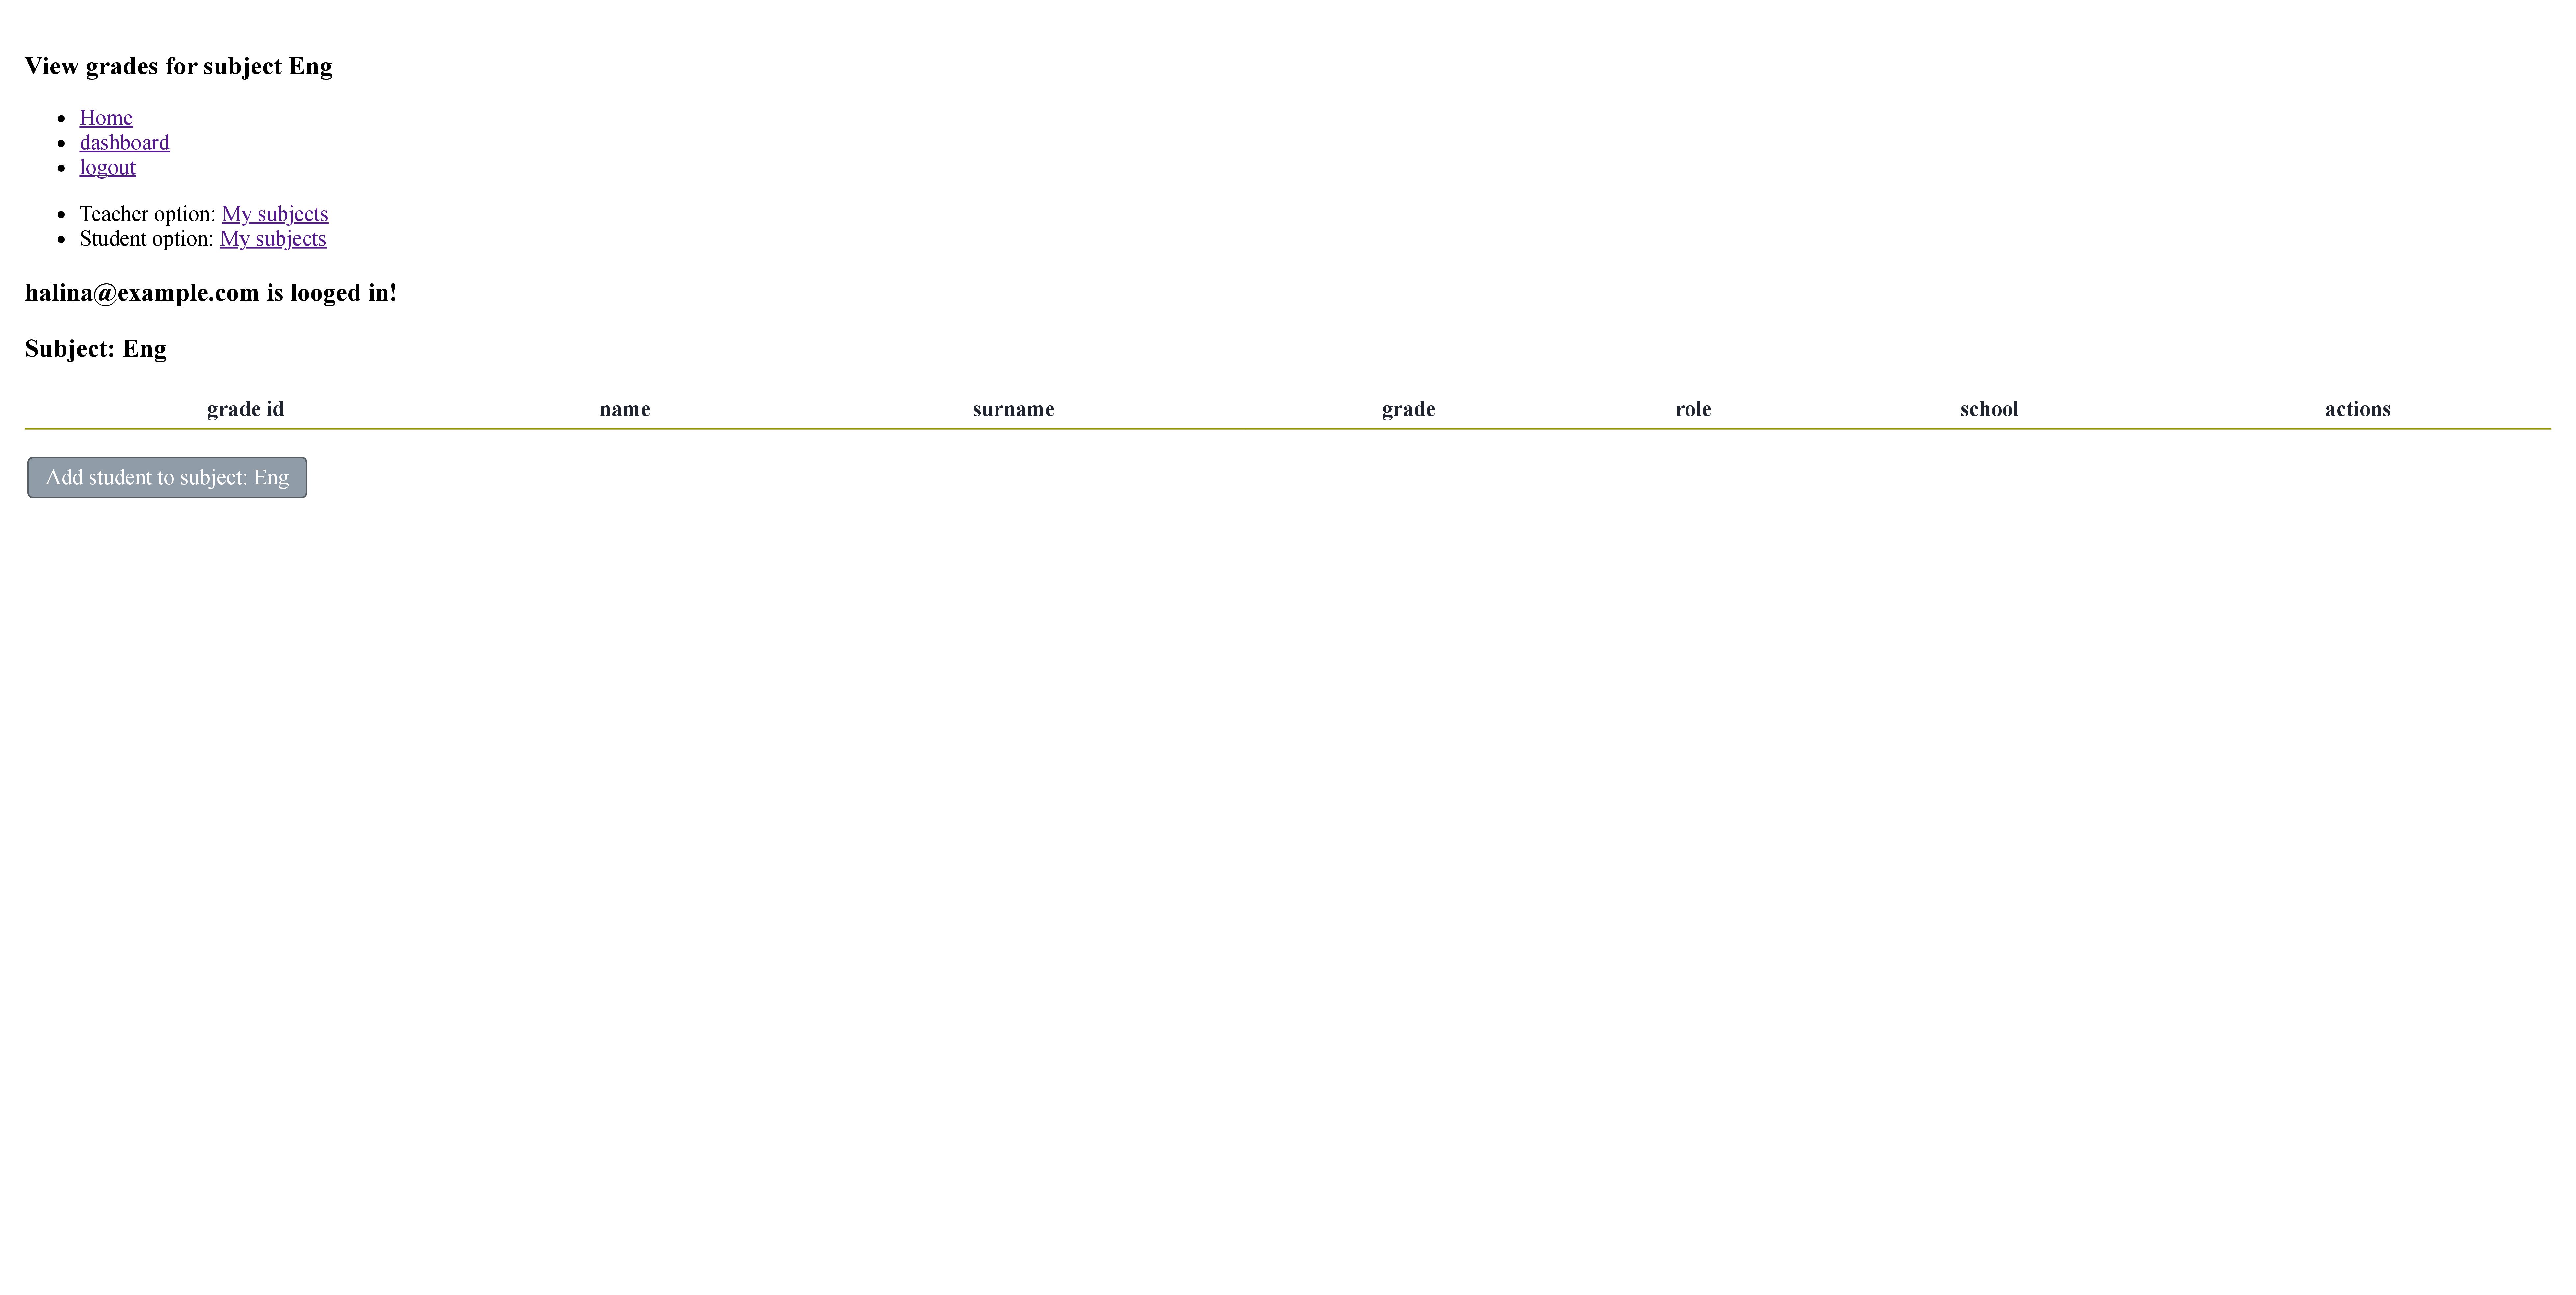 View grades for subject Eng
Home
dashboard
logout
Teacher option: My subjects
Student option: My subjects
halina@example.com is looged in!
Subject: Eng
grade id name surname grade role school actions
Add student to subject: Eng